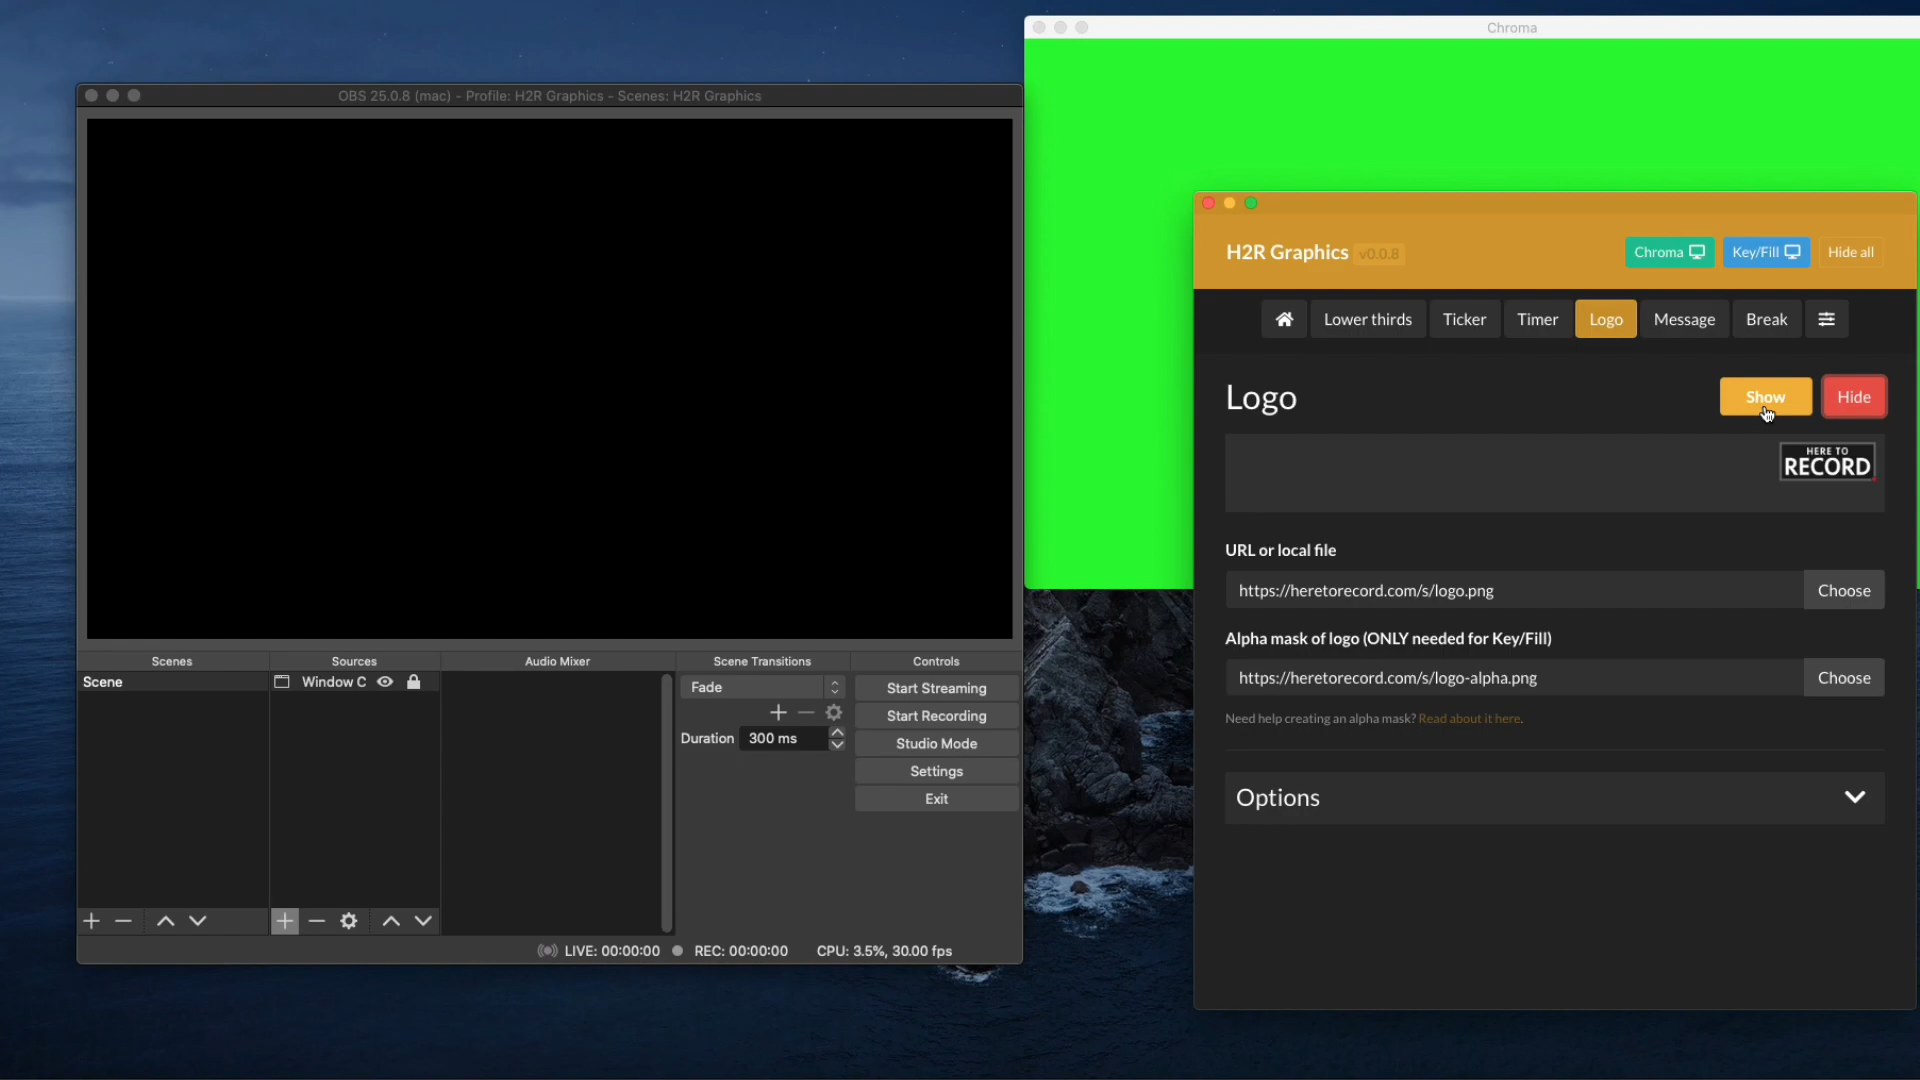 Chroma
OBS 25.0.8 (mac) - Profile: H2R Graphics - Scenes: H2R Graphics
H2R Graphics v0.0.8
Chroma
Key/Fill
Hide all
Lower thirds
Ticker
Timer
Logo
Message
Break
Logo
Show
Hide
HERE TO
RECORD
URL or local file
https://heretorecord.com/s/logo.png
Choose
Alpha mask of logo (ONLY needed for Key/Fill)
https://heretorecord.com/s/logo-alpha.png
Choose
Need help creating an alpha mask? Read about it here.
Options
Scenes
Sources
Audio Mixer
Scene Transitions
Controls
Scene
Window C
Fade
Duration 300 ms
Start Streaming
Start Recording
Studio Mode
Settings
Exit
LIVE: 00:00:00
REC: 00:00:00
CPU: 3.5%, 30.00 fps